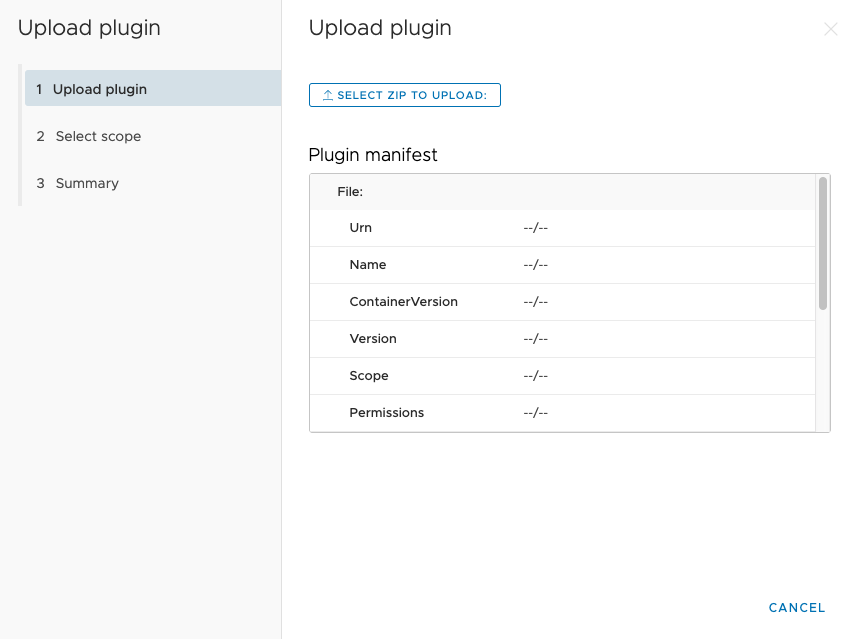 Upload plugin
1 Upload plugin
2 Select scope
3 Summary
Upload plugin
SELECT ZIP TO UPLOAD:
Plugin manifest
File:
Urn --/--
Name --/--
ContainerVersion --/--
Version --/--
Scope --/--
Permissions --/--
CANCEL